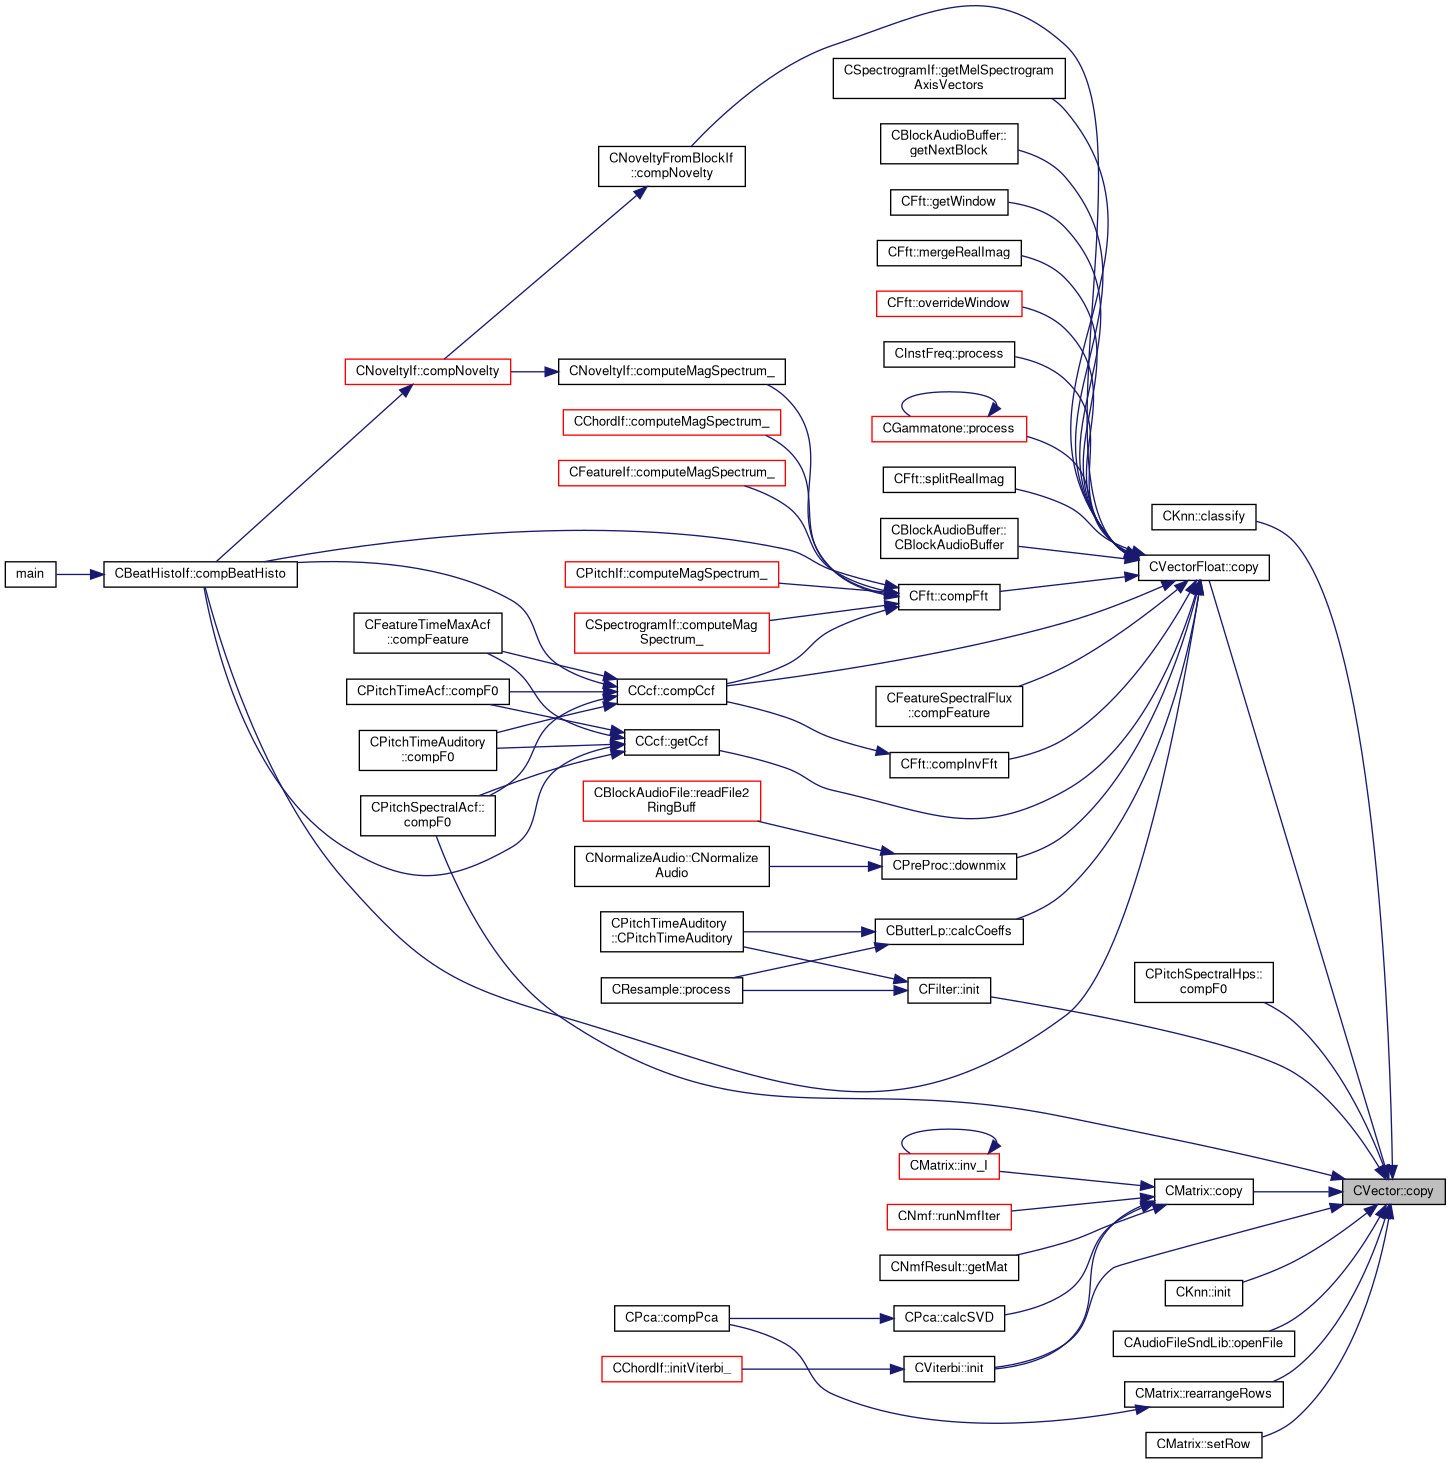 CSpectrogramIf::getMelSpectrogram
AxisVectors
CBlockAudioBuffer::
getNextBlock
CNoveltyFromBlockIf
::compNovelty
CFft::getWindow
CFft::mergeRealImag
CFft::overrideWindow
CInstFreq::process
CNoveltyIf::compNovelty
CNoveltyIf::computeMagSpectrum_
CChordIf::computeMagSpectrum_
CGammatone::process
CFeatureIf::computeMagSpectrum_
CFft::splitRealImag
CKnn::classify
CBlockAudioBuffer::
CBlockAudioBuffer
main
CBeatHistoIf::compBeatHisto
CPitchIf::computeMagSpectrum_
CVectorFloat::copy
CFft::compFft
CFeatureTimeMaxAcf
::compFeature
CSpectrogramIf::computeMag
Spectrum_
CPitchTimeAcf::compF0
CCcf::compCcf
CFeatureSpectralFlux
::compFeature
CPitchTimeAuditory
::compF0
CCcf::getCcf
CFft::compInvFft
CPitchSpectralAcf::
compF0
CBlockAudioFile::readFile2
RingBuff
CNormalizeAudio::CNormalize
Audio
CPreProc::downmix
CPitchTimeAuditory
::CPitchTimeAuditory
CButterLp::calcCoeffs
CResample::process
CFilter::init
CPitchSpectralHps::
compF0
CMatrix::inv_I
CMatrix::copy
CVector::copy
CNmf::runNmfIter
CNmfResult::getMat
CKnn::init
CPca::compPca
CPca::calcSVD
CAudioFileSndLib::openFile
CChordIf::initViterbi_
CViterbi::init
CMatrix::rearrangeRows
CMatrix::setRow